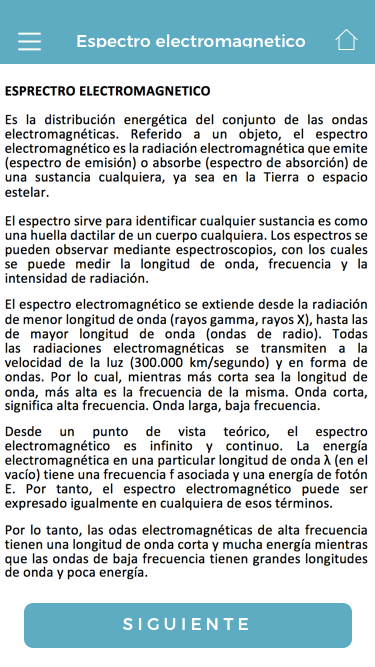 Espectro electromagnetico
ESPRECTRO ELECTROMAGNETICO
Es la distribución energética del conjunto de las ondas
electromagnéticas. Referido a un objeto, el espectro
electromagnético es la radiación electromagnética que emite
(espectro de emisión) o absorbe (espectro de absorción) de
una sustancia cualquiera, ya sea en la Tierra o espacio
estelar.
El espectro sirve para identificar cualquier sustancia es como
una huella dactilar de un cuerpo cualquiera. Los espectros se
pueden observar mediante espectroscopios, con los cuales
se puede medir la longitud de onda, frecuencia y la
intensidad de radiación.
El espectro electromagnético se extiende desde la radiación
de menor longitud de onda (rayos gamma, rayos X), hasta las
de mayor longitud de onda (ondas de radio). Todas
las radiaciones electromagnéticas se transmiten a la
velocidad de la luz (300.000 km/segundo) y en forma de
ondas. Por lo cual, mientras más corta sea la longitud de
onda, más alta es la frecuencia de la misma. Onda corta,
significa alta frecuencia. Onda larga, baja frecuencia.
Desde un punto de vista teórico, el espectro
electromagnético es infinito y continuo. La energía
electromagnética en una particular longitud de onda λ (en el
vacío) tiene una frecuencia f asociada y una energía de fotón
E. Por tanto, el espectro electromagnético puede ser
expresado igualmente en cualquiera de esos términos.
Por lo tanto, las odas electromagnéticas de alta frecuencia
tienen una longitud de onda corta y mucha energía mientras
que las ondas de baja frecuencia tienen grandes longitudes
de onda y poca energía.
SIGUIENTE